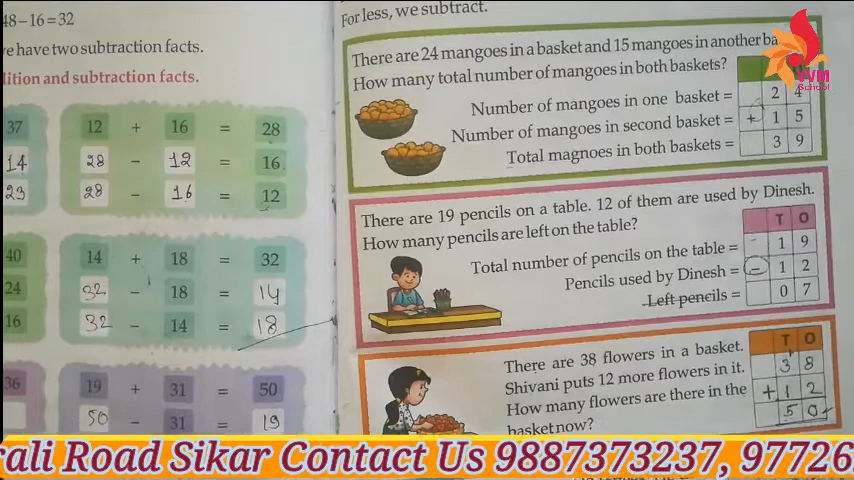 48-16=32
we have two subtraction facts.
dition and subtraction facts.
37
14
23
12 + 16 = 28
28 - 12 = 16
28 - 16 = 12
40
24
16
14 + 18 = 32
32 - 18 = 14
32 - 14 = 18
36
19 + 31 = 50
50 - 31 = 19
For less, we subtract.
There are 24 mangoes in a basket and 15 mangoes in another ba
How many total number of mangoes in both baskets?
Number of mangoes in one basket = 2 4
Number of mangoes in second basket = + 1 5
Total magnoes in both baskets = 3 9
There are 19 pencils on a table. 12 of them are used by Dinesh.
How many pencils are left on the table?
T O
Total number of pencils on the table = 1 9
Pencils used by Dinesh = - 1 2
Left pencils = 0 7
There are 38 flowers in a basket.
Shivani puts 12 more flowers in it.
How many flowers are there in the
basket now?
T O
3 8
+ 1 2
5 0
VVM
School
rali Road Sikar Contact Us 9887373237, 97726